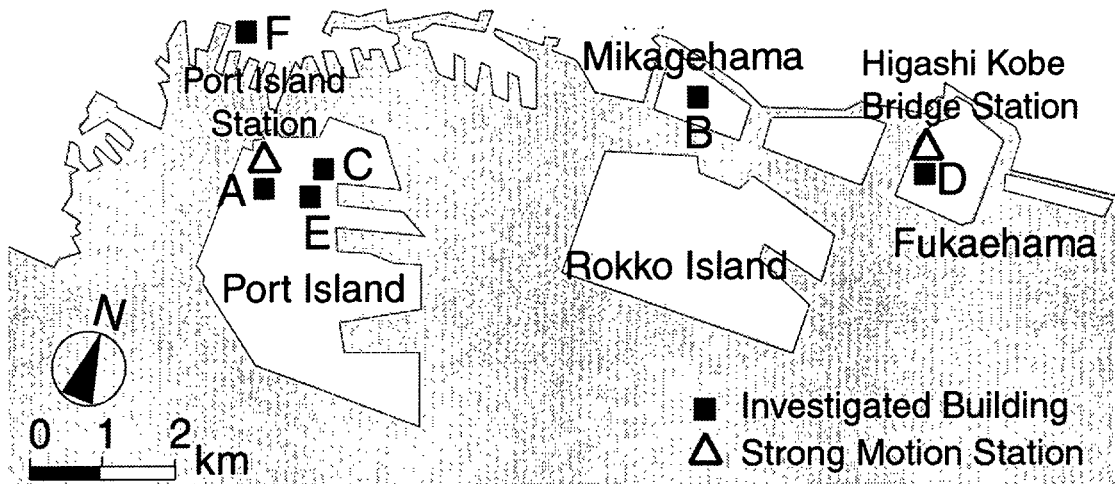 F
Port Island
Station
Mikagehama
Higashi Kobe
Bridge Station
B
C
A
E
D
Fukaehama
Rokko Island
Port Island
N
0 1 2
km
Investigated Building
Strong Motion Station